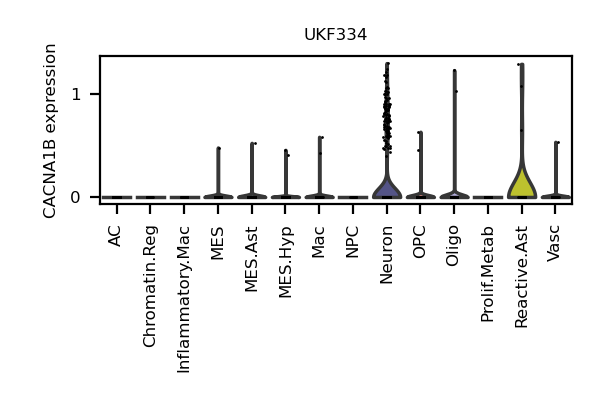 UKF334
CACNA1B expression
1
0
AC
Chromatin.Reg
Inflammatory.Mac
MES
MES.Ast
MES.Hyp
Mac
NPC
Neuron
OPC
Oligo
Prolif.Metab
Reactive.Ast
Vasc